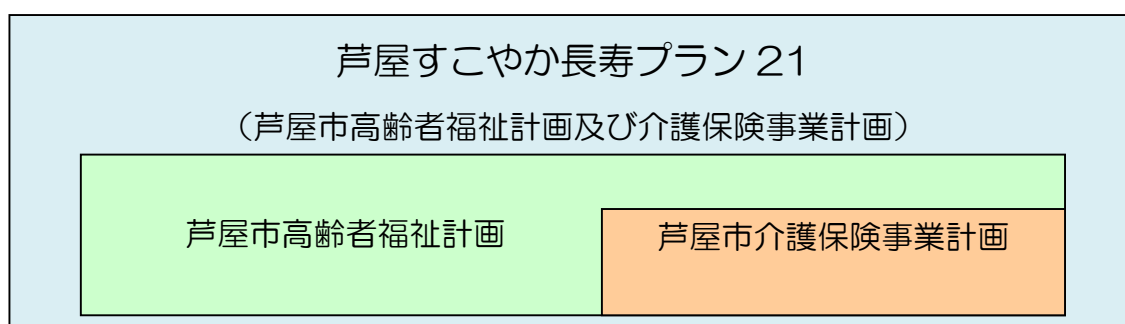 芦屋すこやか長寿プラン21
（芦屋市高齢者福祉計画及び介護保険事業計画）
芦屋市高齢者福祉計画
芦屋市介護保険事業計画